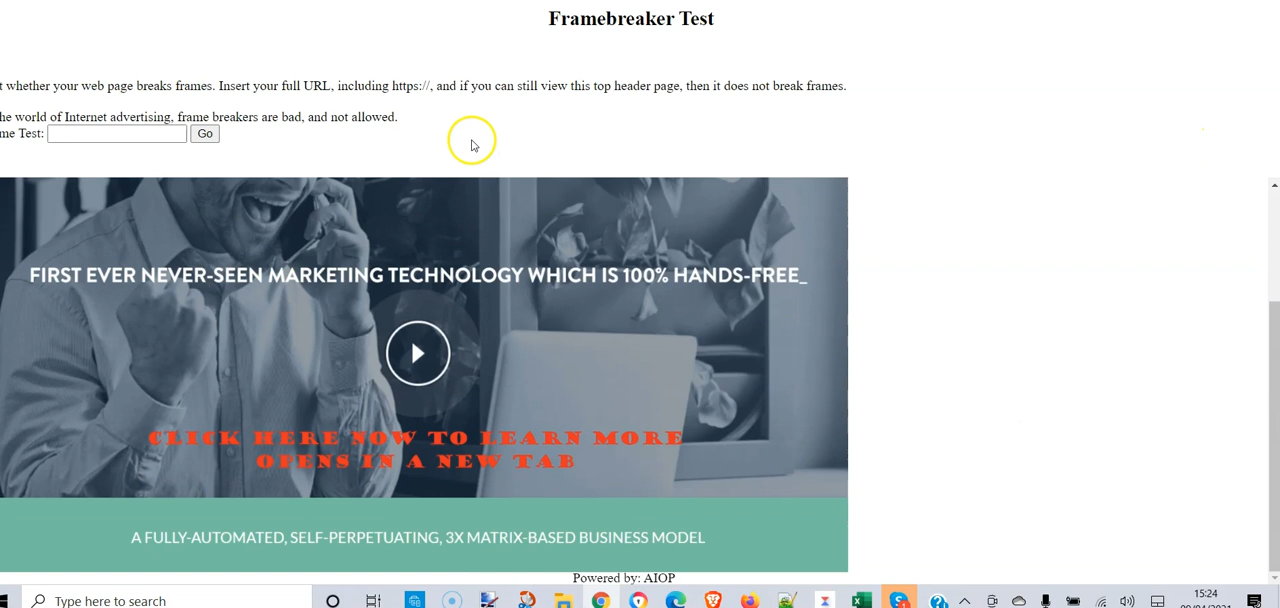 Framebreaker Test
t whether your web page breaks frames. Insert your full URL, including https://, and if you can still view this top header page, then it does not break frames.
he world of Internet advertising, frame breakers are bad, and not allowed.
me Test: Go
FIRST EVER NEVER-SEEN MARKETING TECHNOLOGY WHICH IS 100% HANDS-FREE_
CLICK HERE NOW TO LEARN MORE
OPENS IN A NEW TAB
A FULLY-AUTOMATED, SELF-PERPETUATING, 3X MATRIX-BASED BUSINESS MODEL
Powered by: AIOP
Type here to search
15:24